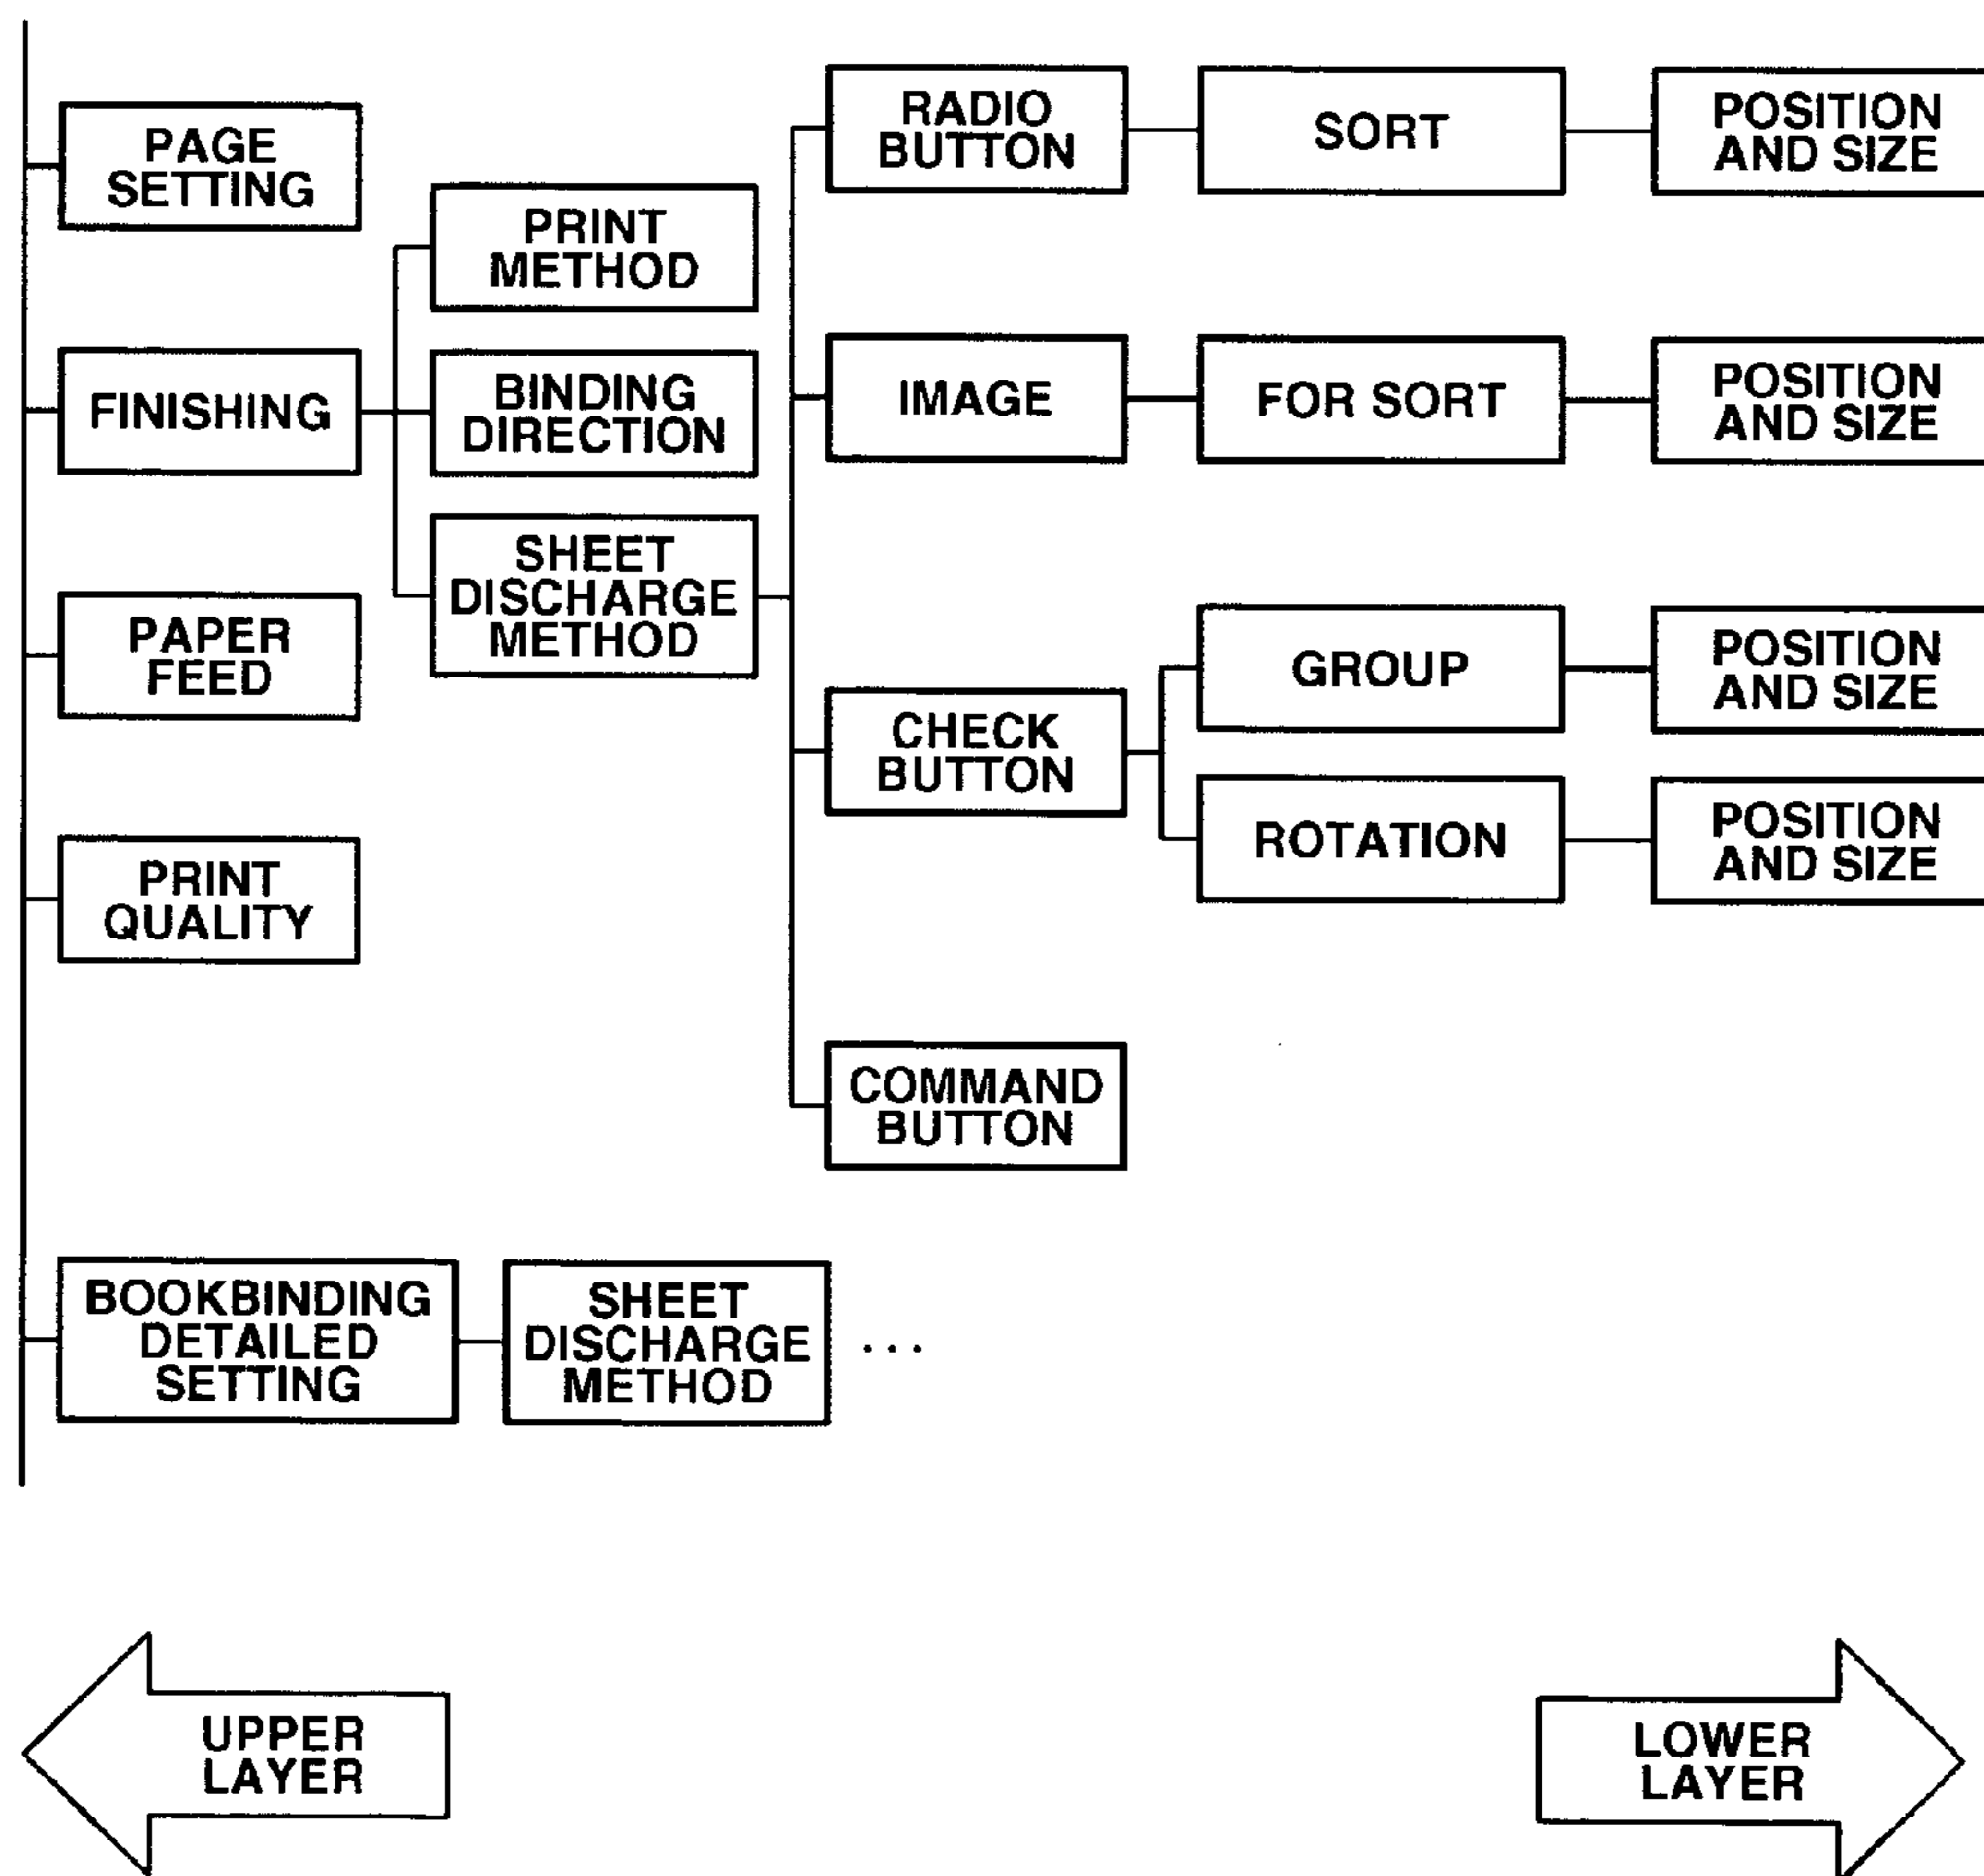 PAGE
SETTING
FINISHING
PAPER
FEED
PRINT
QUALITY
BOOKBINDING
DETAILED
SETTING
PRINT
METHOD
BINDING
DIRECTION
SHEET
DISCHARGE
METHOD
SHEET
DISCHARGE
METHOD
...
RADIO
BUTTON
IMAGE
CHECK
BUTTON
COMMAND
BUTTON
SORT
FOR SORT
GROUP
ROTATION
POSITION
AND SIZE
POSITION
AND SIZE
POSITION
AND SIZE
POSITION
AND SIZE
UPPER
LAYER
LOWER
LAYER